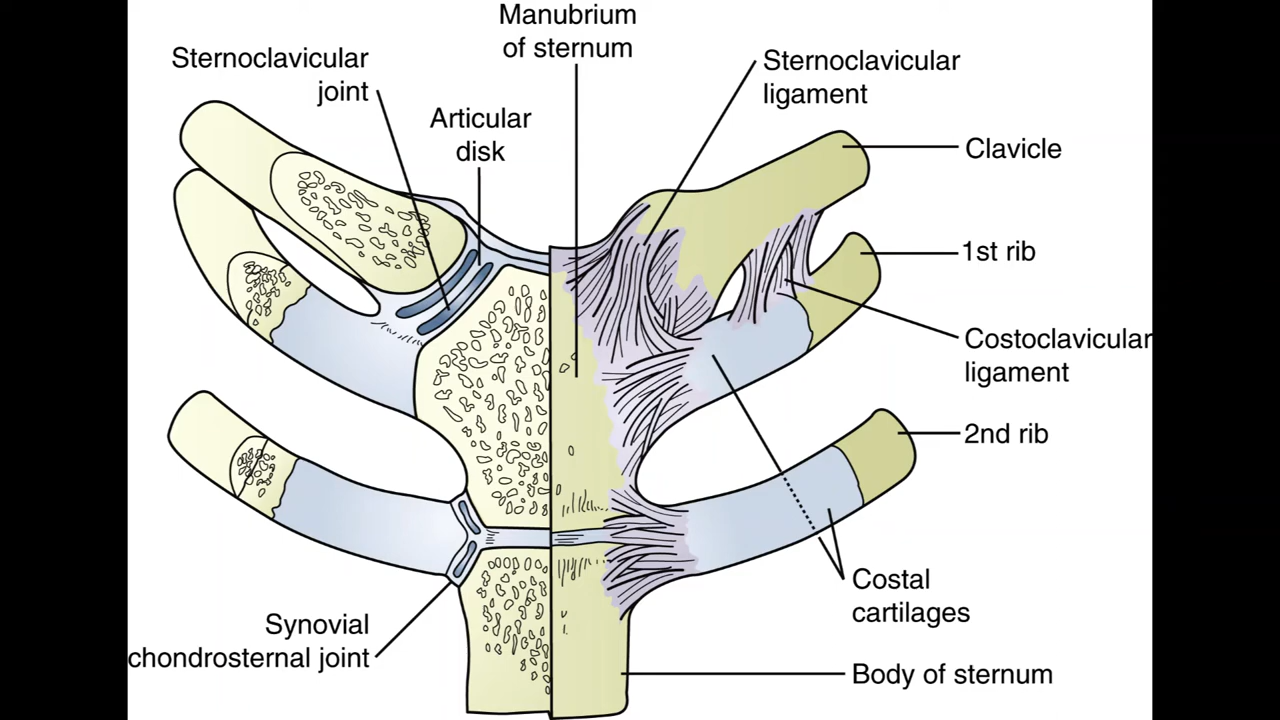 Manubrium
of sternum
Sternoclavicular
joint
Articular
disk
Sternoclavicular
ligament
Clavicle
1st rib
Costoclavicular
ligament
2nd rib
Costal
cartilages
Synovial
chondrosternal joint
Body of sternum